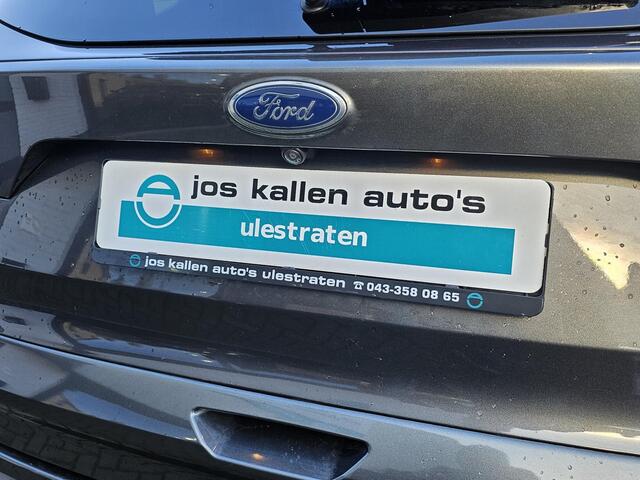 Ford
jos kallen auto's
ulestraten
jos kallen auto's ulestraten ☎ 043-358 08 65